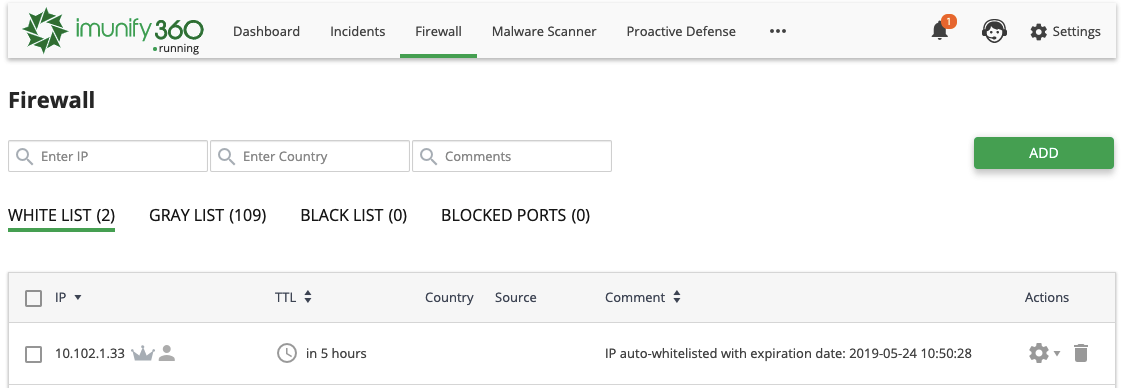 imunify360
running
Dashboard Incidents Firewall Malware Scanner Proactive Defense ••• 1 Settings
Firewall
Enter IP Enter Country Comments ADD
WHITE LIST (2) GRAY LIST (109) BLACK LIST (0) BLOCKED PORTS (0)
IP TTL Country Source Comment Actions
10.102.1.33 in 5 hours IP auto-whitelisted with expiration date: 2019-05-24 10:50:28